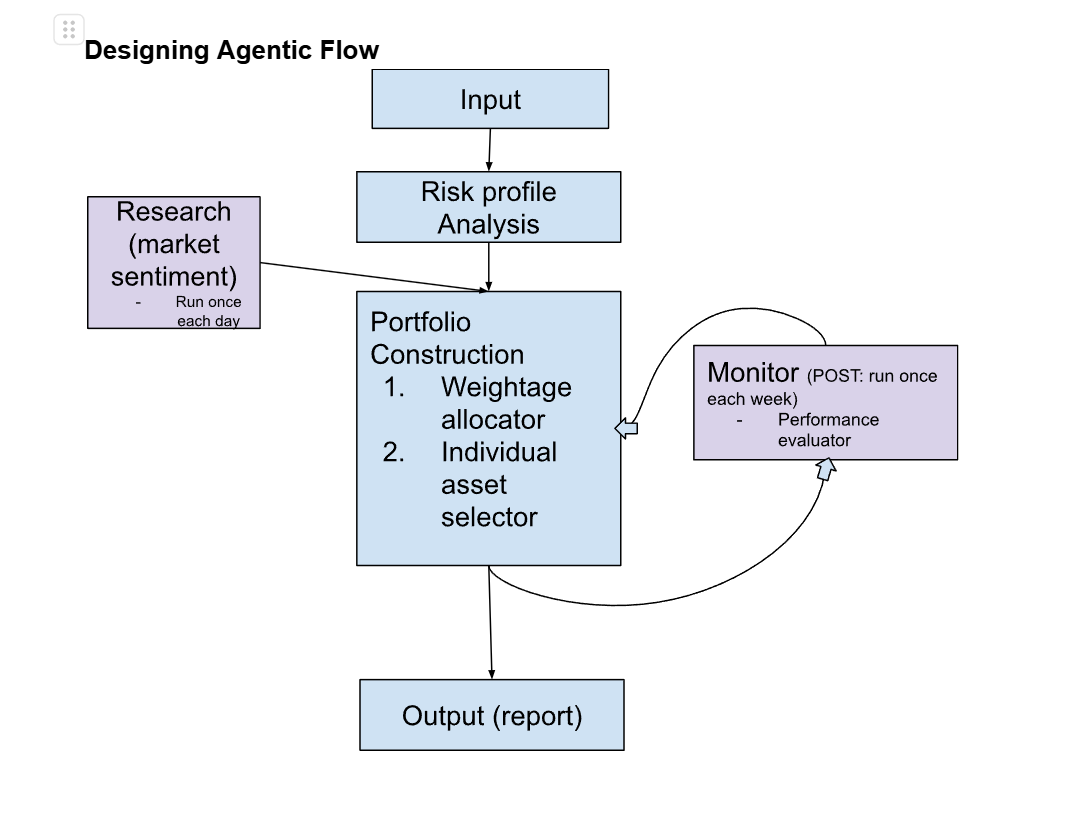 Designing Agentic Flow
Input
Risk profile
Analysis
Research
(market
sentiment)
- Run once
each day
Portfolio
Construction
1. Weightage
allocator
2. Individual
asset
selector
Monitor (POST: run once
each week)
- Performance
evaluator
Output (report)